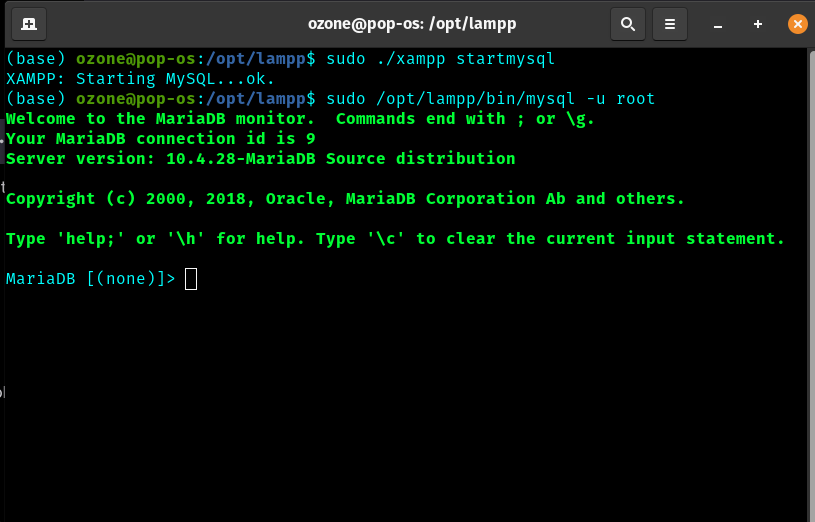 ozone@pop-os: /opt/lampp
(base) ozone@pop-os:/opt/lampp$ sudo ./xampp startmysql
XAMPP: Starting MySQL...ok.
(base) ozone@pop-os:/opt/lampp$ sudo /opt/lampp/bin/mysql -u root
Welcome to the MariaDB monitor.  Commands end with ; or \g.
Your MariaDB connection id is 9
Server version: 10.4.28-MariaDB Source distribution
Copyright (c) 2000, 2018, Oracle, MariaDB Corporation Ab and others.
Type 'help;' or '\h' for help. Type '\c' to clear the current input statement.
MariaDB [(none)]>